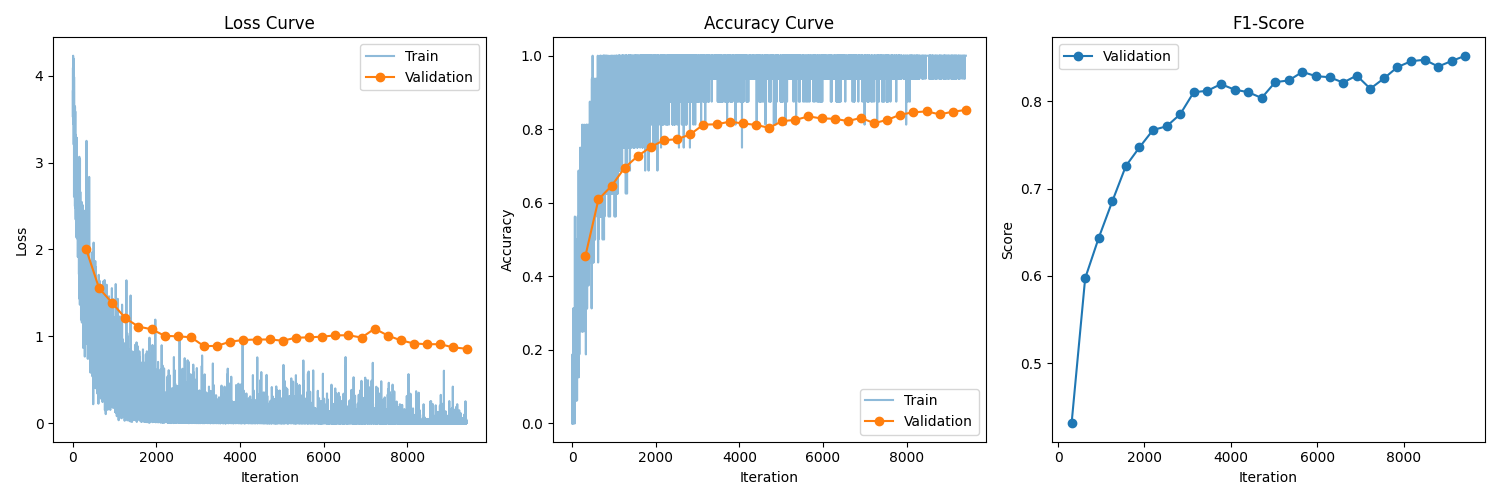 Loss Curve
Loss
4
3
2
1
0
Train
Validation
0 2000 4000 6000 8000
Iteration
Accuracy Curve
Accuracy
1.0
0.8
0.6
0.4
0.2
0.0
Train
Validation
0 2000 4000 6000 8000
Iteration
F1-Score
Score
0.8
0.7
0.6
0.5
Validation
0 2000 4000 6000 8000
Iteration